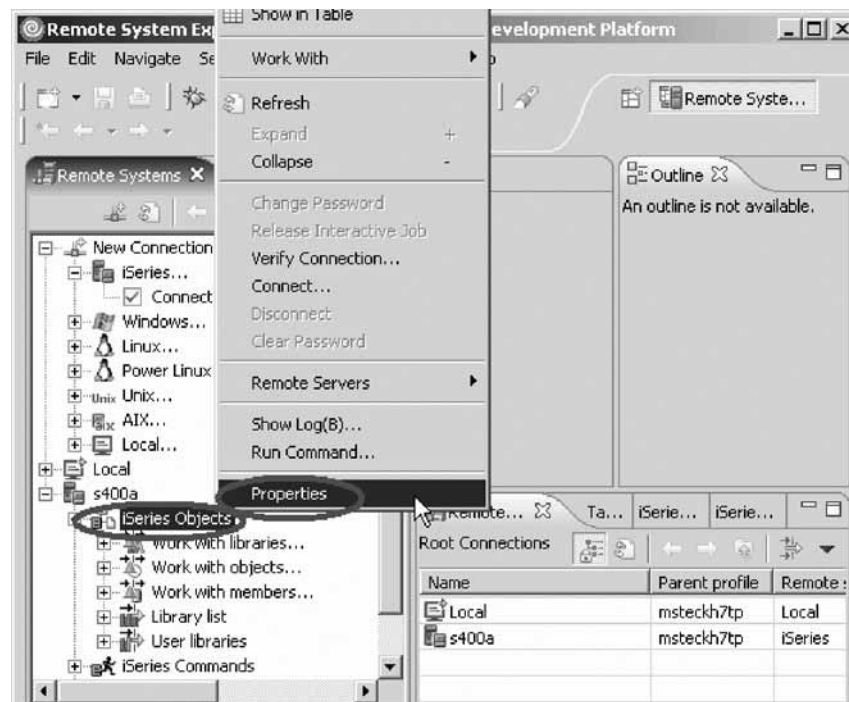 Remote System Ex
evelopment Platform
File Edit Navigate Se
Remote Syste...
Show in Table
Work With
Refresh
Expand +
Collapse -
Change Password
Release Interactive Job
Verify Connection...
Connect...
Disconnect
Clear Password
Remote Servers
Show Log(B)...
Run Command...
Properties
Remote Systems
New Connection
iSeries...
Connect
Windows...
Linux...
Power Linux
Unix Unix...
AIX...
Local...
Local
s400a
iSeries Objects
Work with libraries...
Work with objects...
Work with members...
Library list
User libraries
iSeries Commands
Outline
An outline is not available.
Remote... Ta... iSerie... iSerie...
Root Connections
Name Parent profile Remote
Local msteckh7tp Local
s400a msteckh7tp iSeries